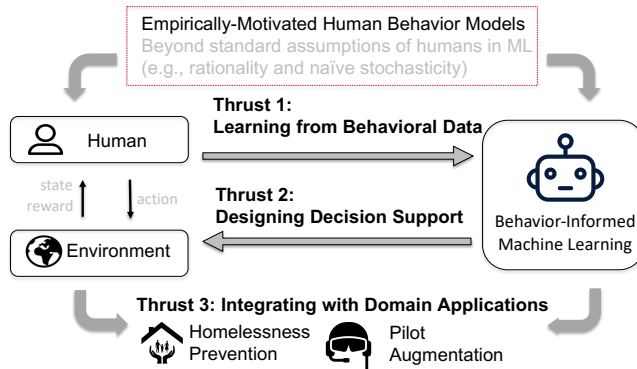 Empirically-Motivated Human Behavior Models
Beyond standard assumptions of humans in ML
(e.g., rationality and naïve stochasticity)
Thrust 1:
Learning from Behavioral Data
Human
state
reward
action
Thrust 2:
Designing Decision Support
Environment
Behavior-Informed
Machine Learning
Thrust 3: Integrating with Domain Applications
Homelessness
Prevention
Pilot
Augmentation